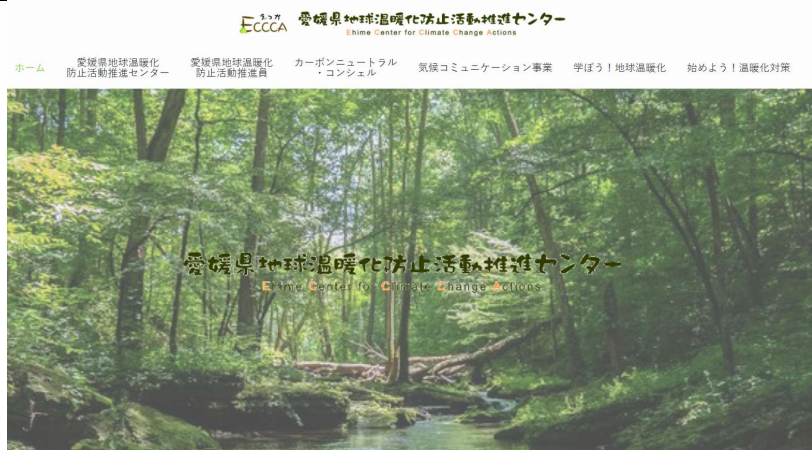 えっか
ECCCA
愛媛県地球温暖化防止活動推進センター
Ehime Center for Climate Change Actions
ホーム
愛媛県地球温暖化
防止活動推進センター
愛媛県地球温暖化
防止活動推進員
カーボンニュートラル
・コンシェル
気候コミュニケーション事業
学ぼう！地球温暖化
始めよう！温暖化対策
愛媛県地球温暖化防止活動推進センター
Ehime Center for Climate Change Actions